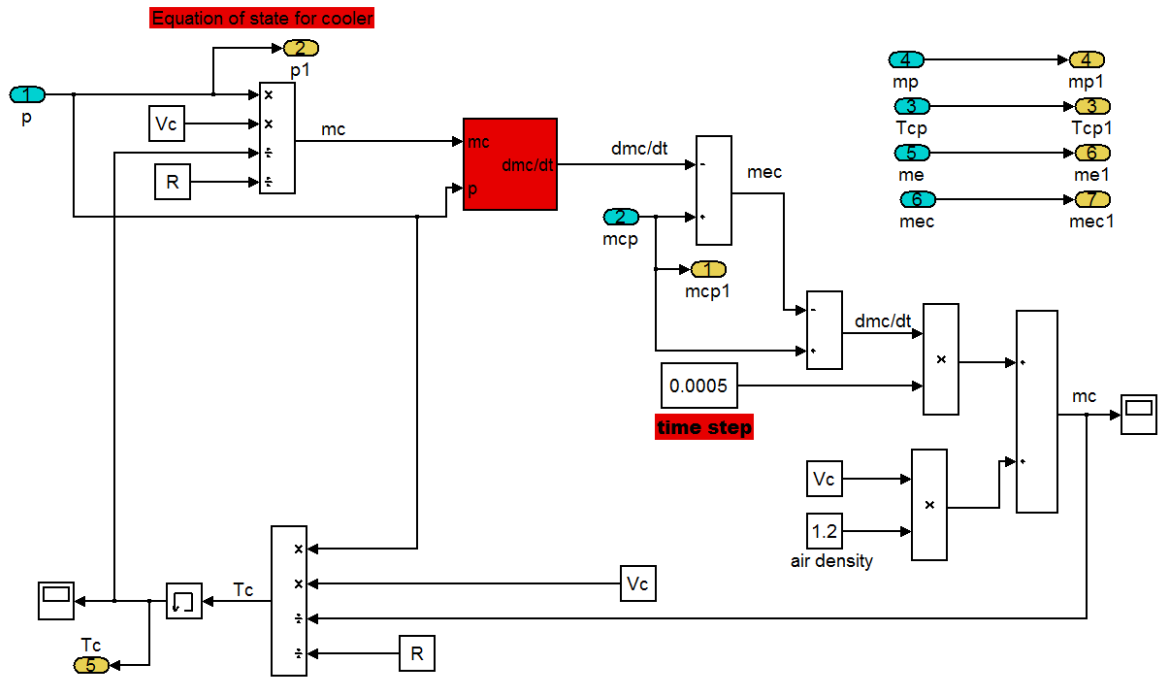 Equation of state for cooler
2
p1
1
p
×
Vc
×
÷
R
÷
mc
mc
dmc/dt
p
dmc/dt
-
mec
2
mcp
+
1
mcp1
4
mp
4
mp1
3
Tcp
3
Tcp1
5
me
6
me1
6
mec
7
mec1
-
dmc/dt
+
×
0.0005
time step
+
mc
+
Vc
×
1.2
air density
×
×
Vc
÷
÷
R
Tc
Tc
5